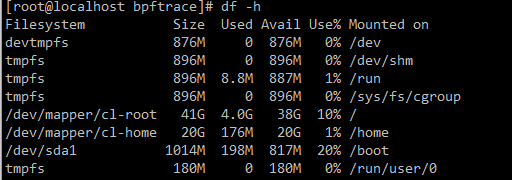 [root@localhost bpftrace]# df -h
Filesystem           Size  Used Avail Use% Mounted on
devtmpfs             876M     0  876M   0% /dev
tmpfs                896M     0  896M   0% /dev/shm
tmpfs                896M  8.8M  887M   1% /run
tmpfs                896M     0  896M   0% /sys/fs/cgroup
/dev/mapper/cl-root   41G  4.0G   38G  10% /
/dev/mapper/cl-home   20G  176M   20G   1% /home
/dev/sda1           1014M  198M  817M  20% /boot
tmpfs                180M     0  180M   0% /run/user/0